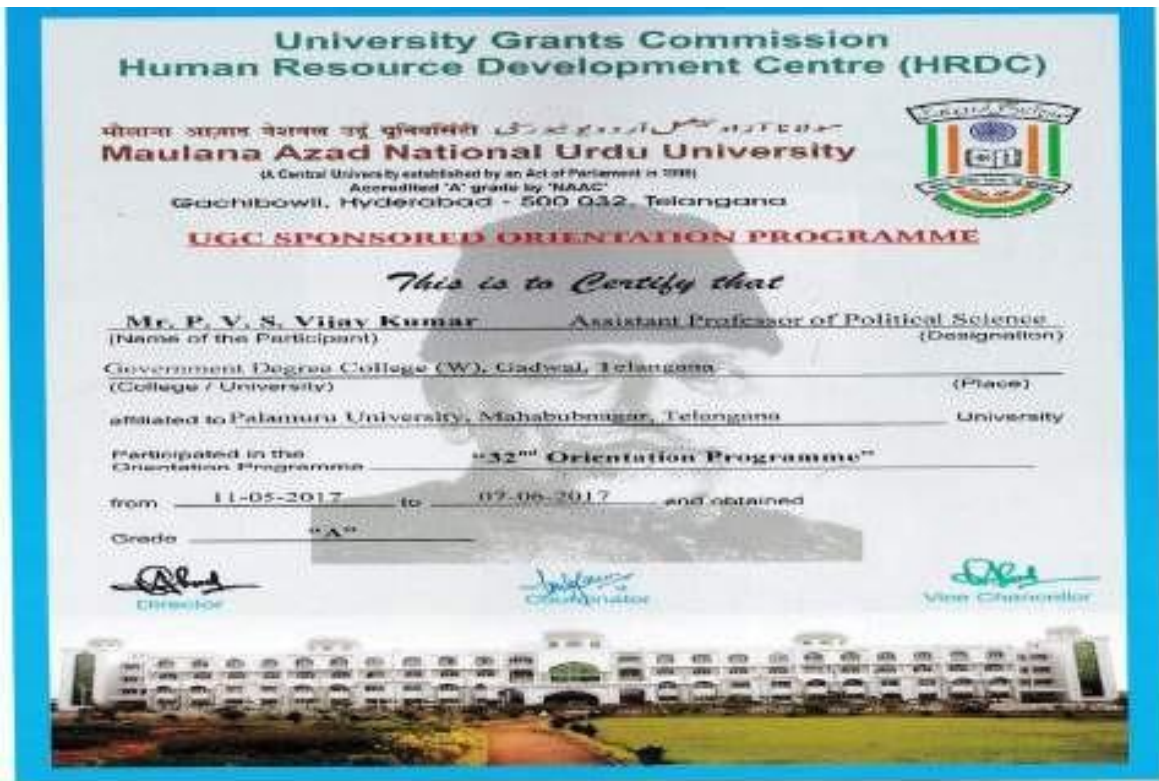 University Grants Commission
Human Resource Development Centre (HRDC)
मौलाना आज़ाद नेशनल उर्दू यूनिवर्सिटी مولانا آزاد نیشنل اردو یونیورسٹی
Maulana Azad National Urdu University
(A Central University established by an Act of Parliament in 1998)
Accredited 'A' grade by 'NAAC'
Gachibowli, Hyderabad - 500 032, Telangana
UGC SPONSORED ORIENTATION PROGRAMME
This is to Certify that
Mr. P. V. S. Vijay Kumar Assistant Professor of Political Science
(Name of the Participant) (Designation)
Government Degree College (W), Gadwal, Telangana
(College / University) (Place)
affiliated to Palamuru University, Mahabubnagar, Telangana University
Participated in the
Orientation Programme “32nd Orientation Programme”
from 11-05-2017 to 07-06-2017 and obtained
Grade “A”
Director Coordinator Vice Chancellor